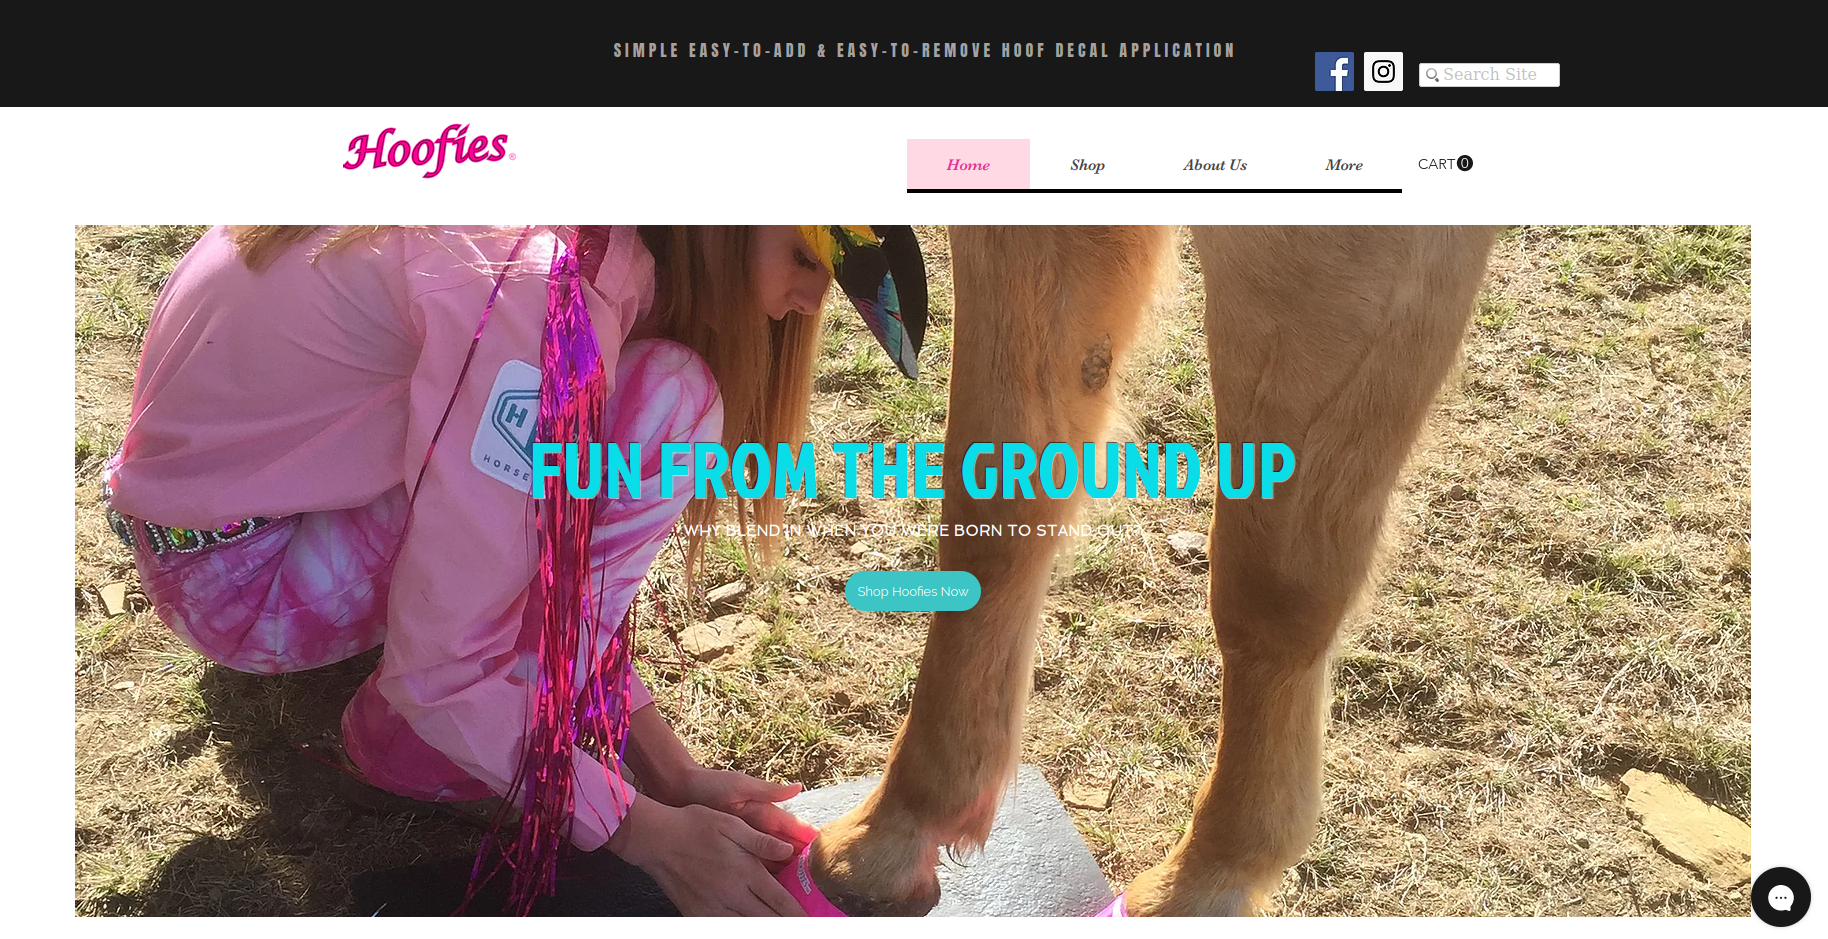 SIMPLE EASY-TO-ADD & EASY-TO-REMOVE HOOF DECAL APPLICATION
Search Site
Hoofies®
Home
Shop
About Us
More
CART 0
H
HORSE
FUN FROM THE GROUND UP
WHY BLEND IN WHEN YOU WERE BORN TO STAND OUT?
Shop Hoofies Now